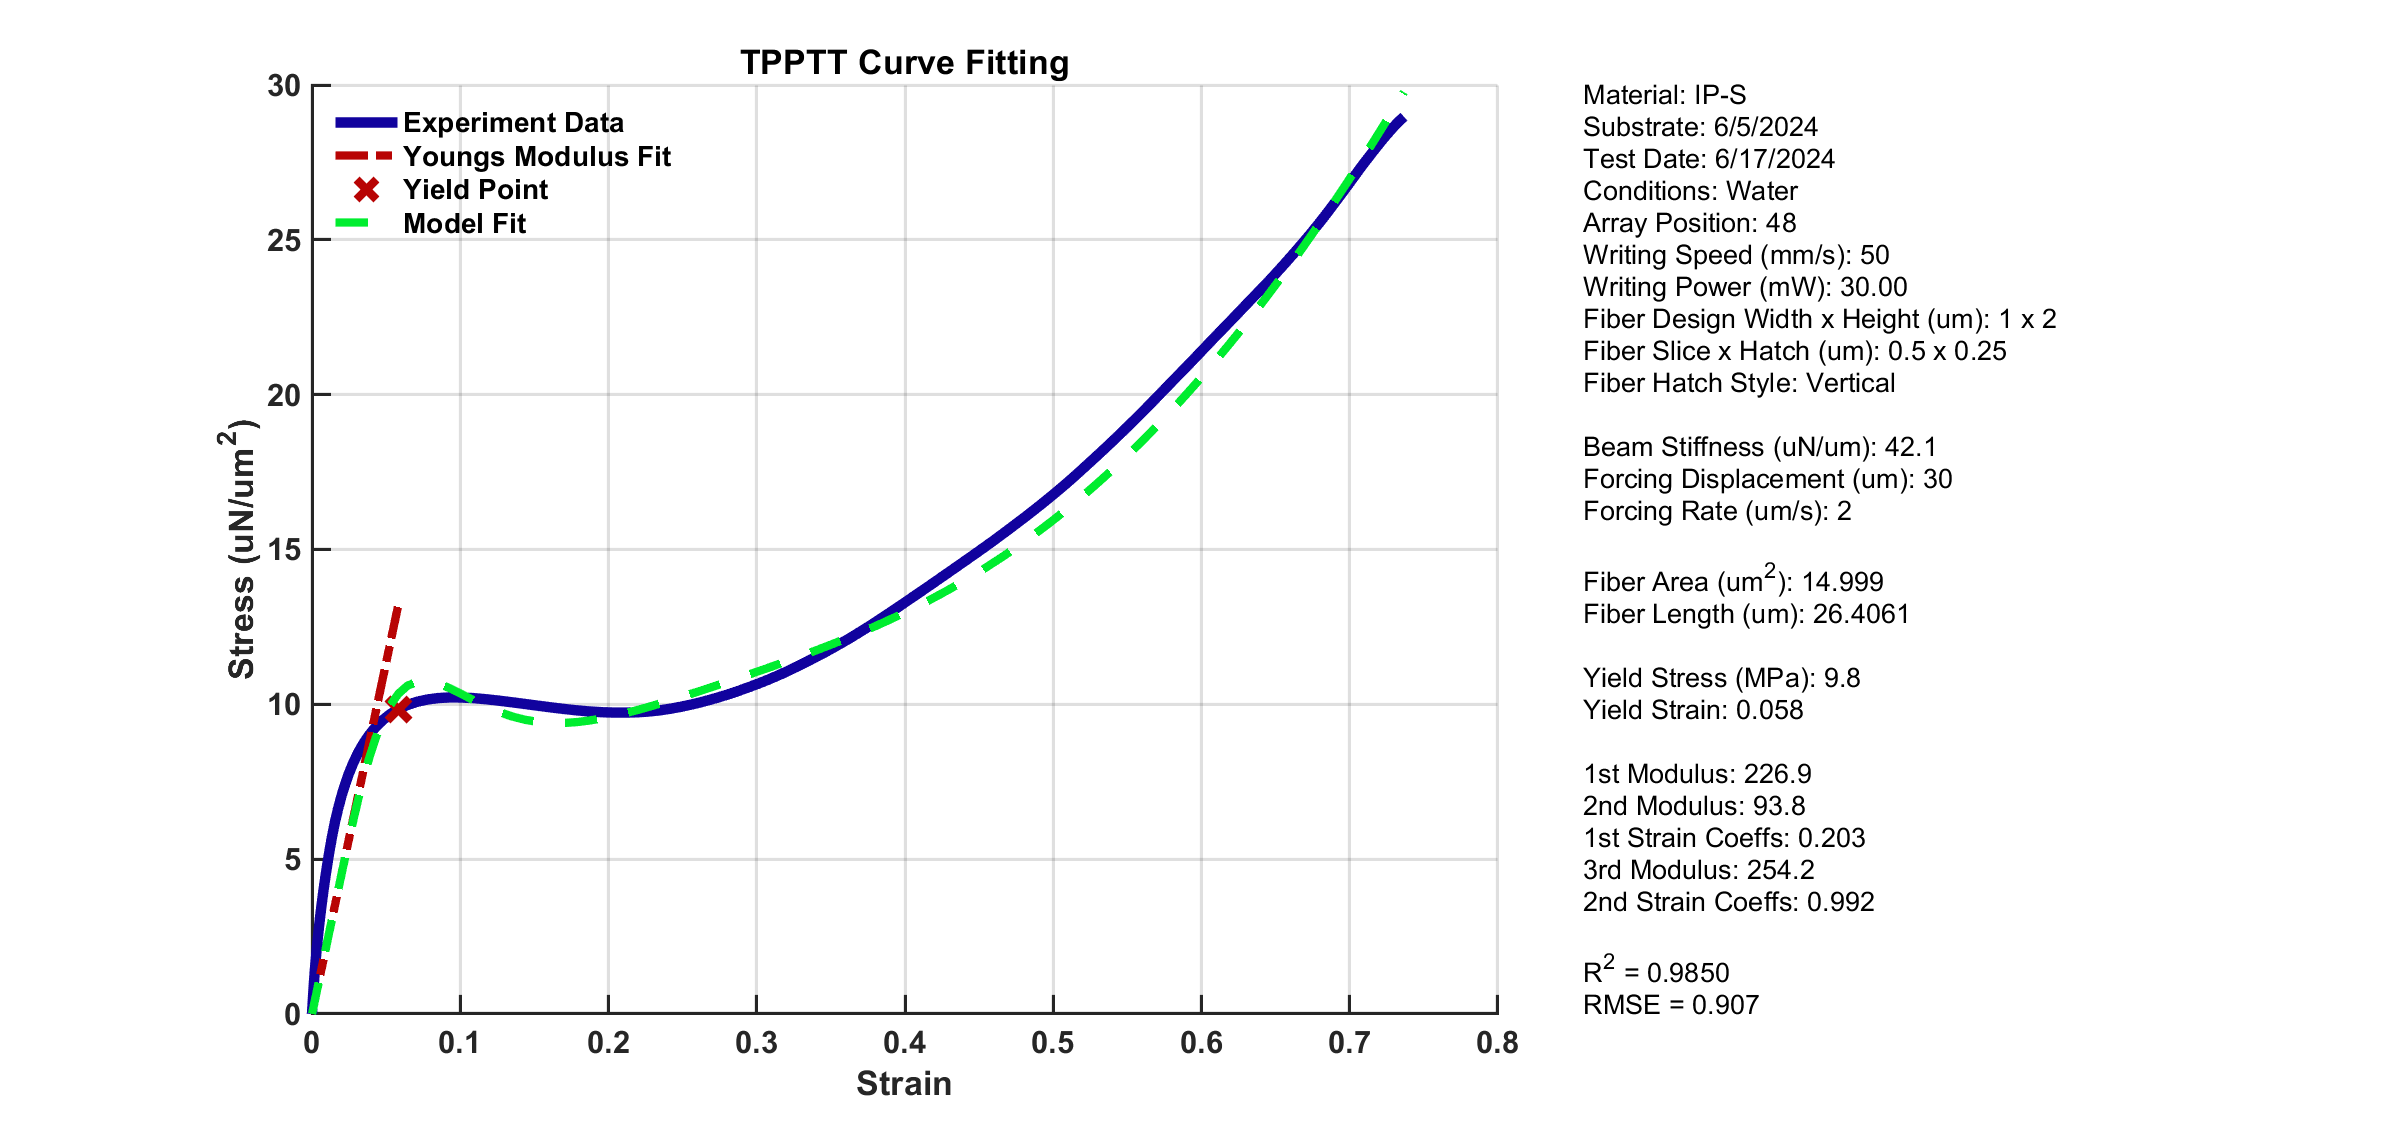 TPPTT Curve Fitting
Experiment Data
Youngs Modulus Fit
Yield Point
Model Fit
30
25
20
15
10
5
0
0 0.1 0.2 0.3 0.4 0.5 0.6 0.7 0.8
Strain
Stress (uN/um²)
Material: IP-S
Substrate: 6/5/2024
Test Date: 6/17/2024
Conditions: Water
Array Position: 48
Writing Speed (mm/s): 50
Writing Power (mW): 30.00
Fiber Design Width x Height (um): 1 x 2
Fiber Slice x Hatch (um): 0.5 x 0.25
Fiber Hatch Style: Vertical
Beam Stiffness (uN/um): 42.1
Forcing Displacement (um): 30
Forcing Rate (um/s): 2
Fiber Area (um²): 14.999
Fiber Length (um): 26.4061
Yield Stress (MPa): 9.8
Yield Strain: 0.058
1st Modulus: 226.9
2nd Modulus: 93.8
1st Strain Coeffs: 0.203
3rd Modulus: 254.2
2nd Strain Coeffs: 0.992
R² = 0.9850
RMSE = 0.907